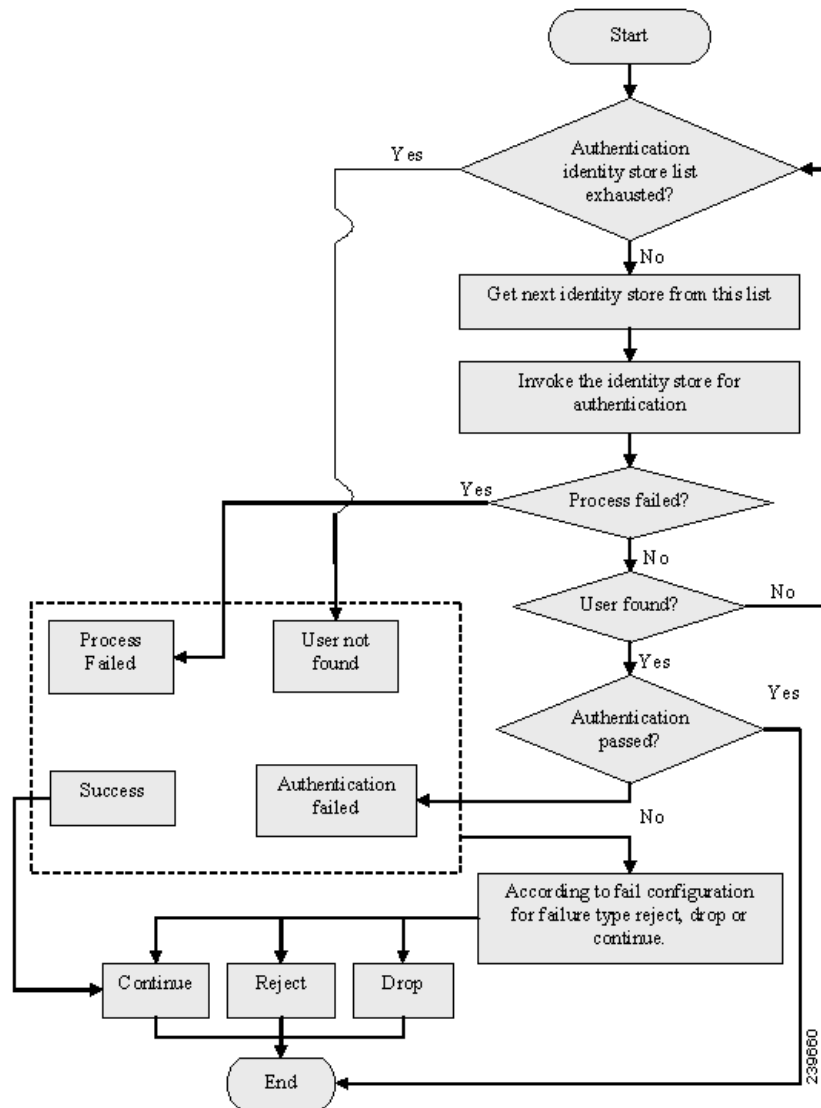 Start
Authentication
identity store list
exhausted?
Yes
No
Get next identity store from this list
Invoke the identity store for
authentication
Yes
Process failed?
No
User found?
No
Process
Failed
User not
found
Yes
Yes
Authentication
passed?
Success
Authentication
failed
No
According to fail configuration
for failure type reject, drop or
continue.
Continue
Reject
Drop
End
239660